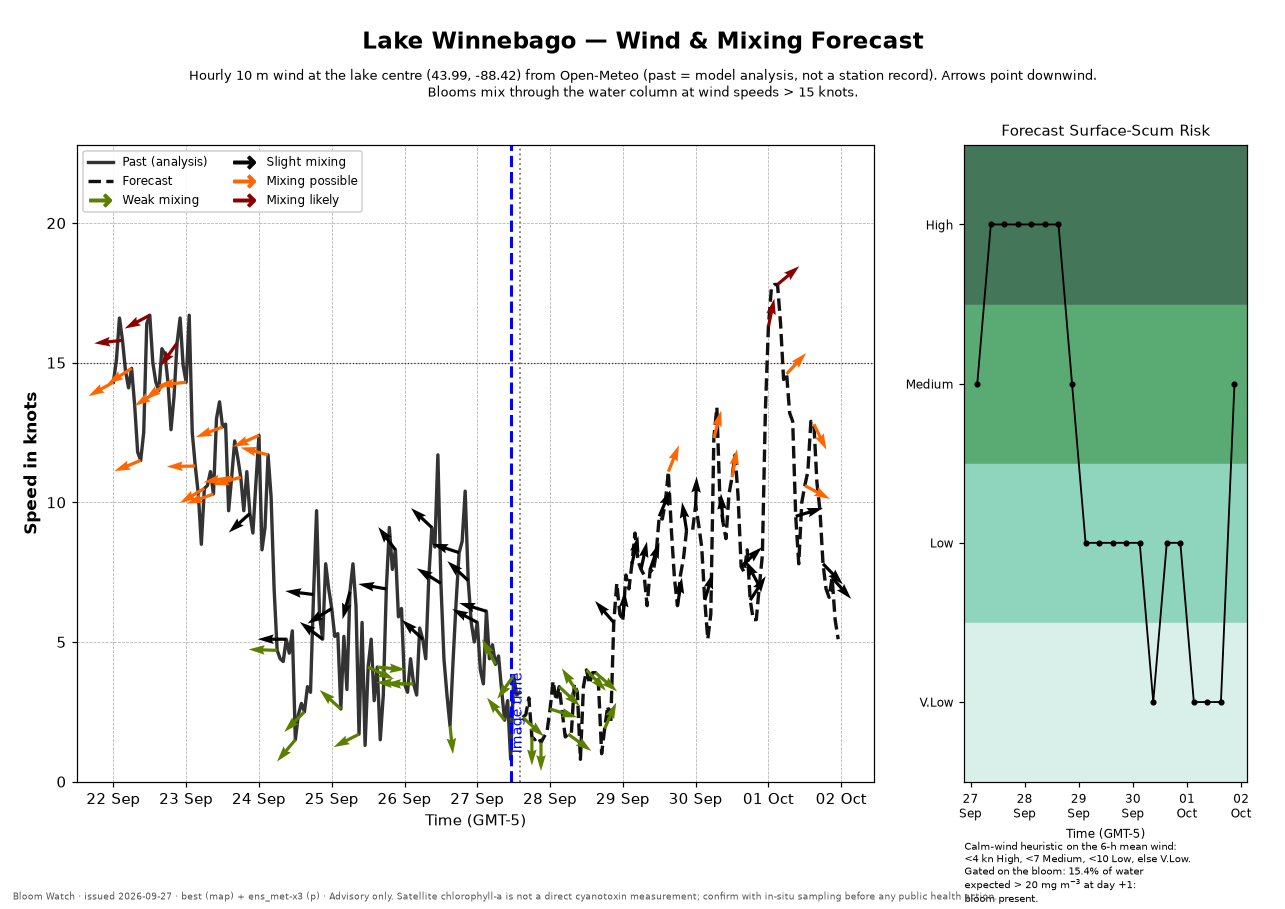 Lake Winnebago — Wind & Mixing Forecast
Hourly 10 m wind at the lake centre (43.99, -88.42) from Open-Meteo (past = model analysis, not a station record). Arrows point downwind.
Blooms mix through the water column at wind speeds > 15 knots.
Past (analysis)
Forecast
Weak mixing
Slight mixing
Mixing possible
Mixing likely
Speed in knots
20
15
10
5
0
Image time
22 Sep 23 Sep 24 Sep 25 Sep 26 Sep 27 Sep 28 Sep 29 Sep 30 Sep 01 Oct 02 Oct
Time (GMT-5)
Forecast Surface-Scum Risk
High
Medium
Low
V.Low
27 28 29 30 01 02
Sep Sep Sep Sep Oct Oct
Time (GMT-5)
Calm-wind heuristic on the 6-h mean wind:
<4 kn High, <7 Medium, <10 Low, else V.Low.
Gated on the bloom: 15.4% of water
expected > 20 mg m⁻³ at day +1:
bloom present.
Bloom Watch · issued 2026-09-27 · best (map) + ens_met-x3 (p) · Advisory only. Satellite chlorophyll-a is not a direct cyanotoxin measurement; confirm with in-situ sampling before any public health action.